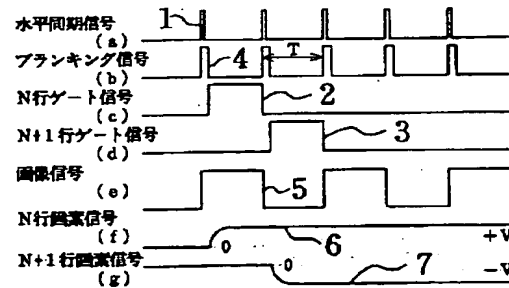 水平同期信号 1
(a)
ブランキング信号 4 T
(b)
N行ゲート信号 2
(c)
N+1行ゲート信号 3
(d)
画像信号
(e) 5
N行画素信号
(f) 0 6 +V
N+1行画素信号 0
(g) 7 -V